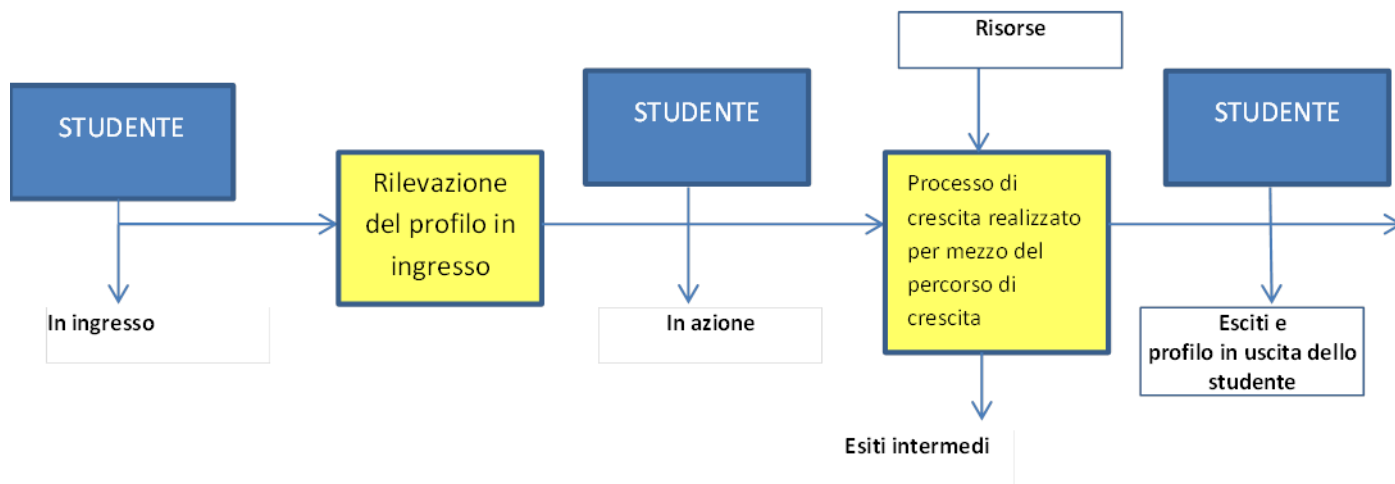 Risorse
STUDENTE
STUDENTE
STUDENTE
Rilevazione
del profilo in
ingresso
Processo di
crescita realizzato
per mezzo del
percorso di
crescita
In ingresso
In azione
Esciti e
profilo in uscita dello
studente
Esiti intermedi